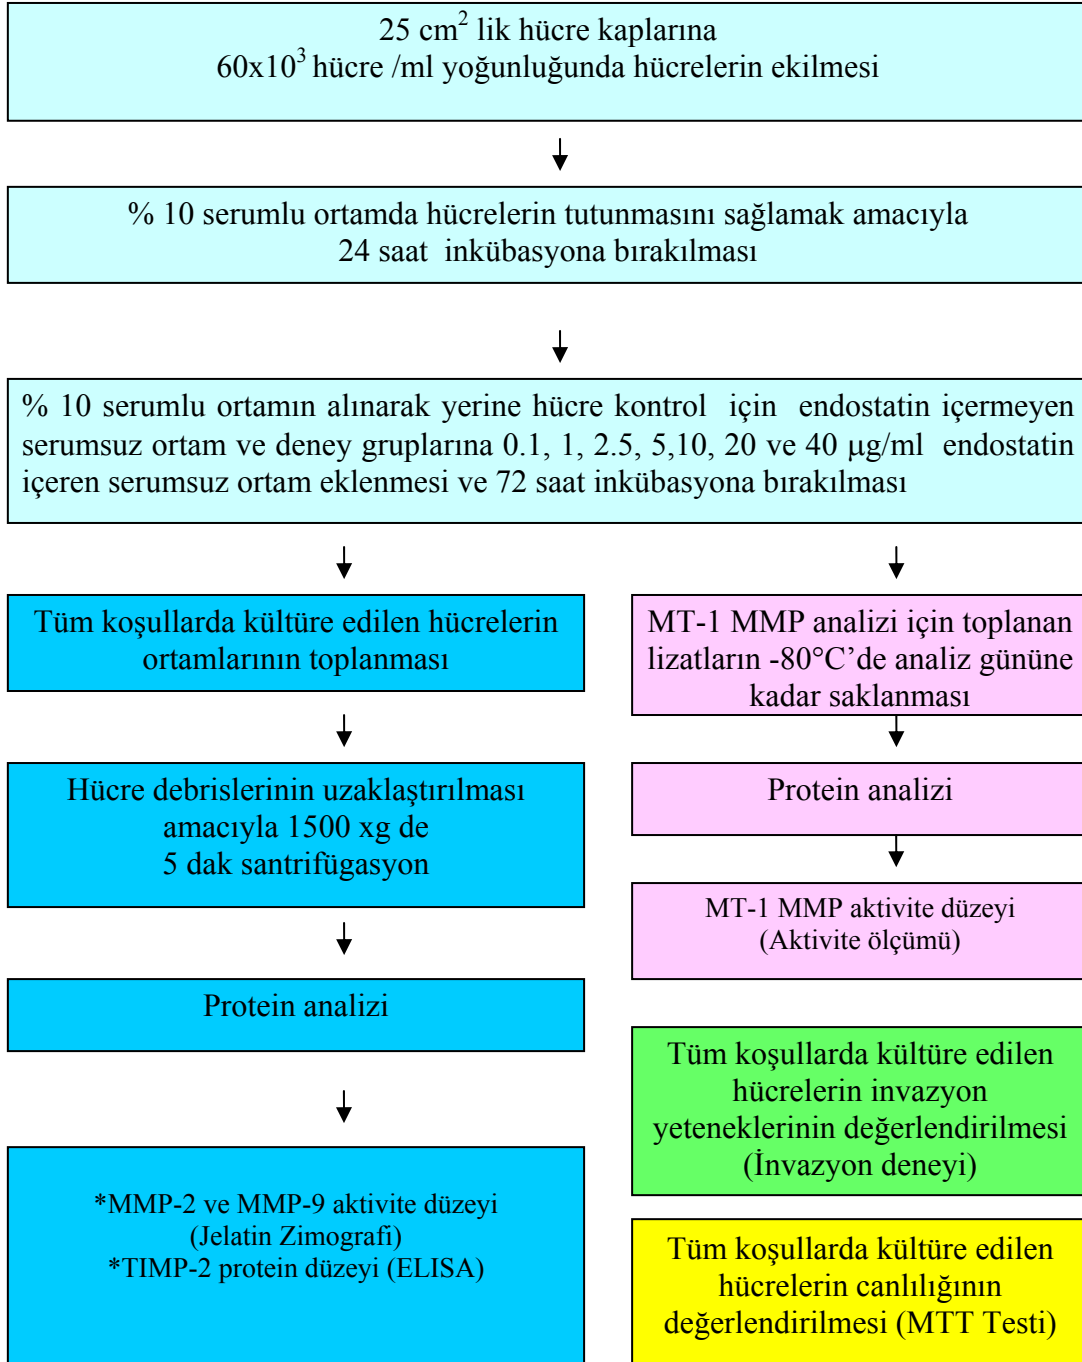 25 cm² lik hücre kaplarına
60x10³ hücre /ml yoğunluğunda hücrelerin ekilmesi
% 10 serumlu ortamda hücrelerin tutunmasını sağlamak amacıyla
24 saat inkübasyona bırakılması
% 10 serumlu ortamın alınarak yerine hücre kontrol için endostatin içermeyen
serumsuz ortam ve deney gruplarına 0.1, 1, 2.5, 5,10, 20 ve 40 µg/ml endostatin
içeren serumsuz ortam eklenmesi ve 72 saat inkübasyona bırakılması
Tüm koşullarda kültüre edilen hücrelerin
ortamlarının toplanması
Hücre debrislerinin uzaklaştırılması
amacıyla 1500 xg de
5 dak santrifügasyon
Protein analizi
*MMP-2 ve MMP-9 aktivite düzeyi
(Jelatin Zimografi)
*TIMP-2 protein düzeyi (ELISA)
MT-1 MMP analizi için toplanan
lizatların -80°C’de analiz gününe
kadar saklanması
Protein analizi
MT-1 MMP aktivite düzeyi
(Aktivite ölçümü)
Tüm koşullarda kültüre edilen
hücrelerin invazyon
yeteneklerinin değerlendirilmesi
(İnvazyon deneyi)
Tüm koşullarda kültüre edilen
hücrelerin canlılığının
değerlendirilmesi (MTT Testi)